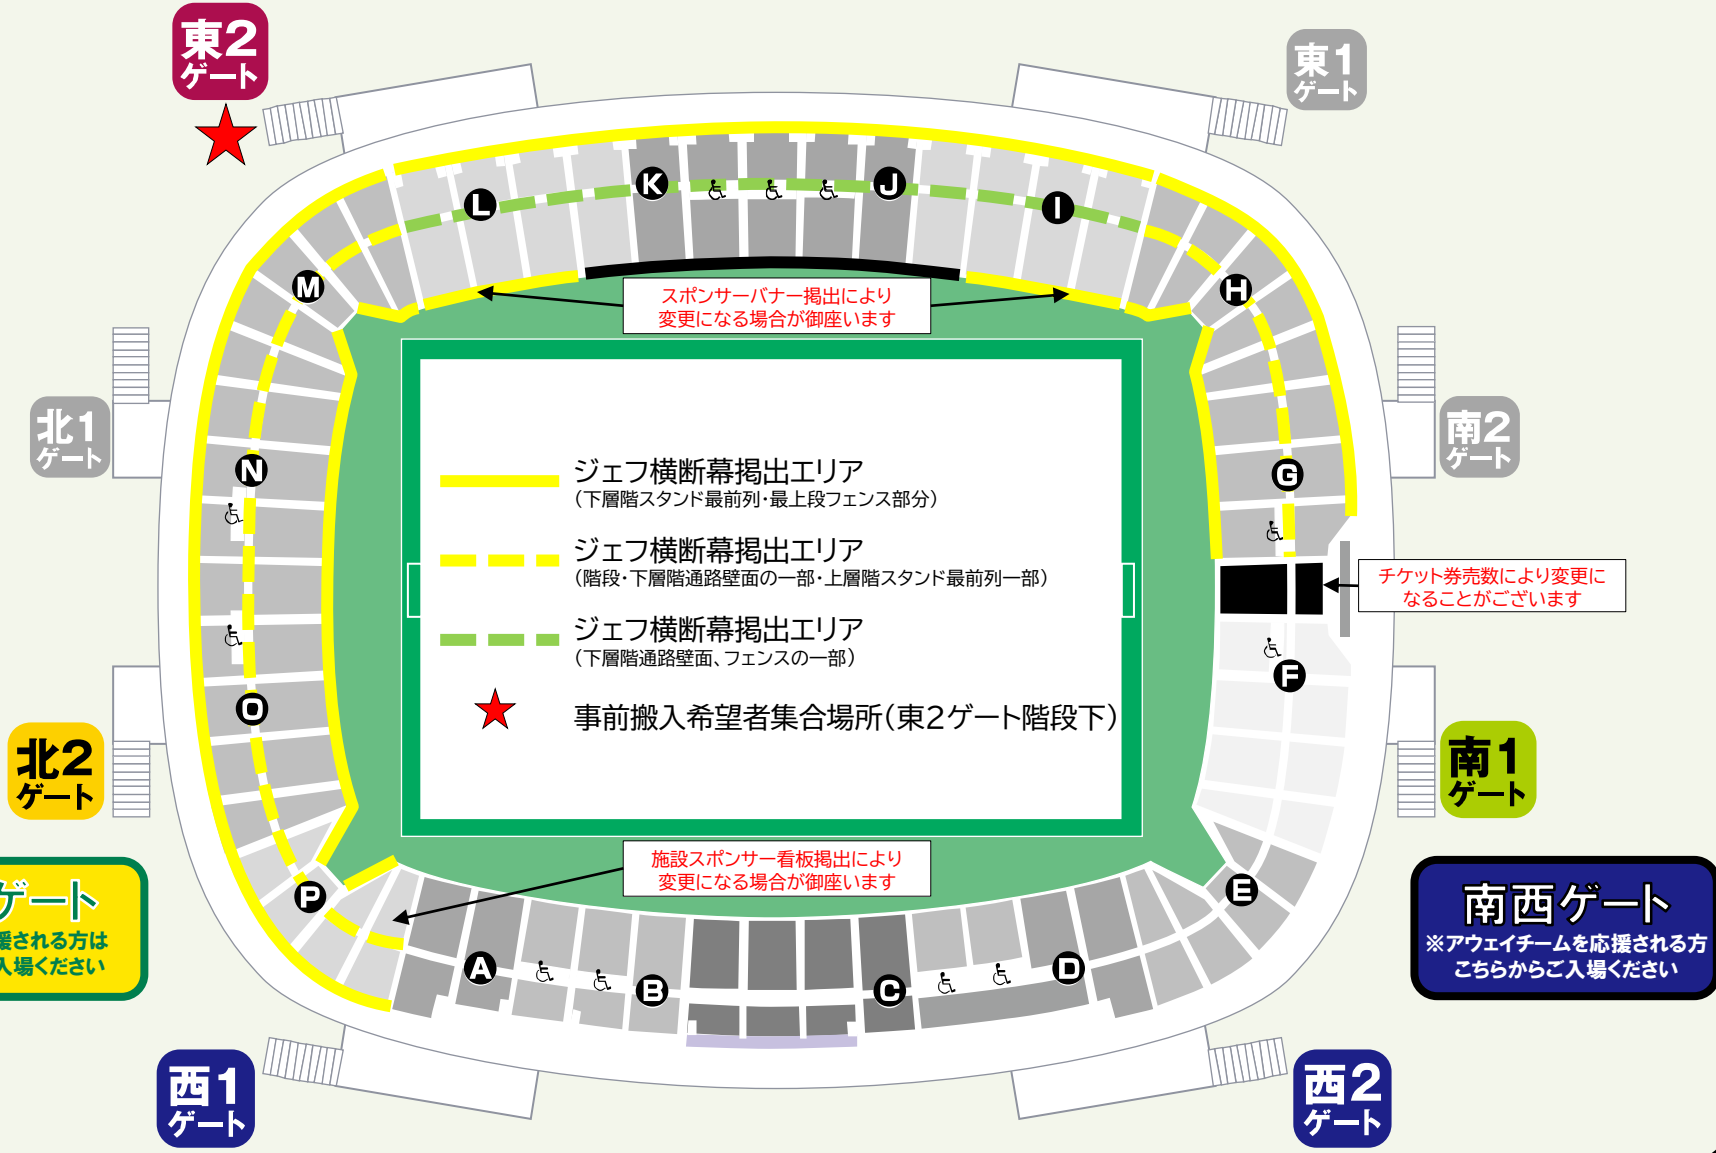 東2
ゲート
東1
ゲート
L
K
J
I
スポンサーバナー掲出により
変更になる場合が御座います
M
H
北1
ゲート
南2
ゲート
N
G
ジェフ横断幕掲出エリア
(下層階スタンド最前列・最上段フェンス部分)
ジェフ横断幕掲出エリア
(階段・下層階通路壁面の一部・上層階スタンド最前列一部)
チケット券売数により変更に
なることがございます
ジェフ横断幕掲出エリア
(下層階通路壁面、フェンスの一部)
事前搬入希望者集合場所(東2ゲート階段下)
O
F
北2
ゲート
南1
ゲート
施設スポンサー看板掲出により
変更になる場合が御座います
ゲート
援される方は
入場ください
P
E
南西ゲート
※アウェイチームを応援される方
こちらからご入場ください
A
B
C
D
西1
ゲート
西2
ゲート